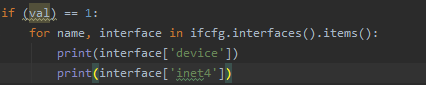 if (val) == 1:
    for name, interface in ifcfg.interfaces().items():
        print(interface['device'])
        print(interface['inet4'])